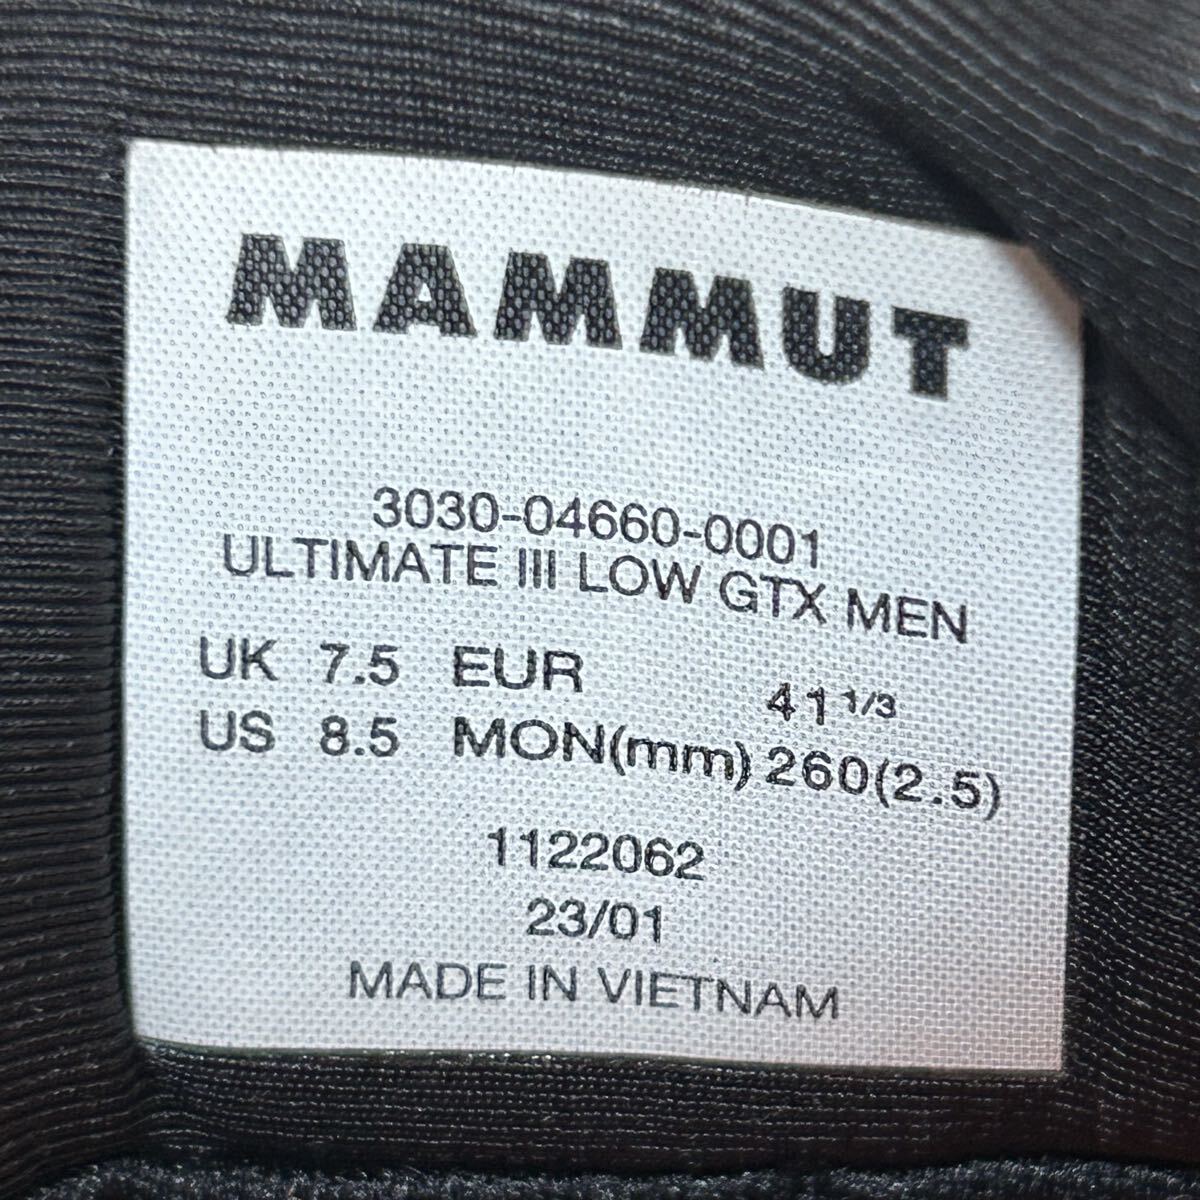 MAMMUT
3030-04660-0001
ULTIMATE III LOW GTX MEN
UK 7.5 EUR 41 1/3
US 8.5 MON(mm) 260(2.5)
1122062
23/01
MADE IN VIETNAM